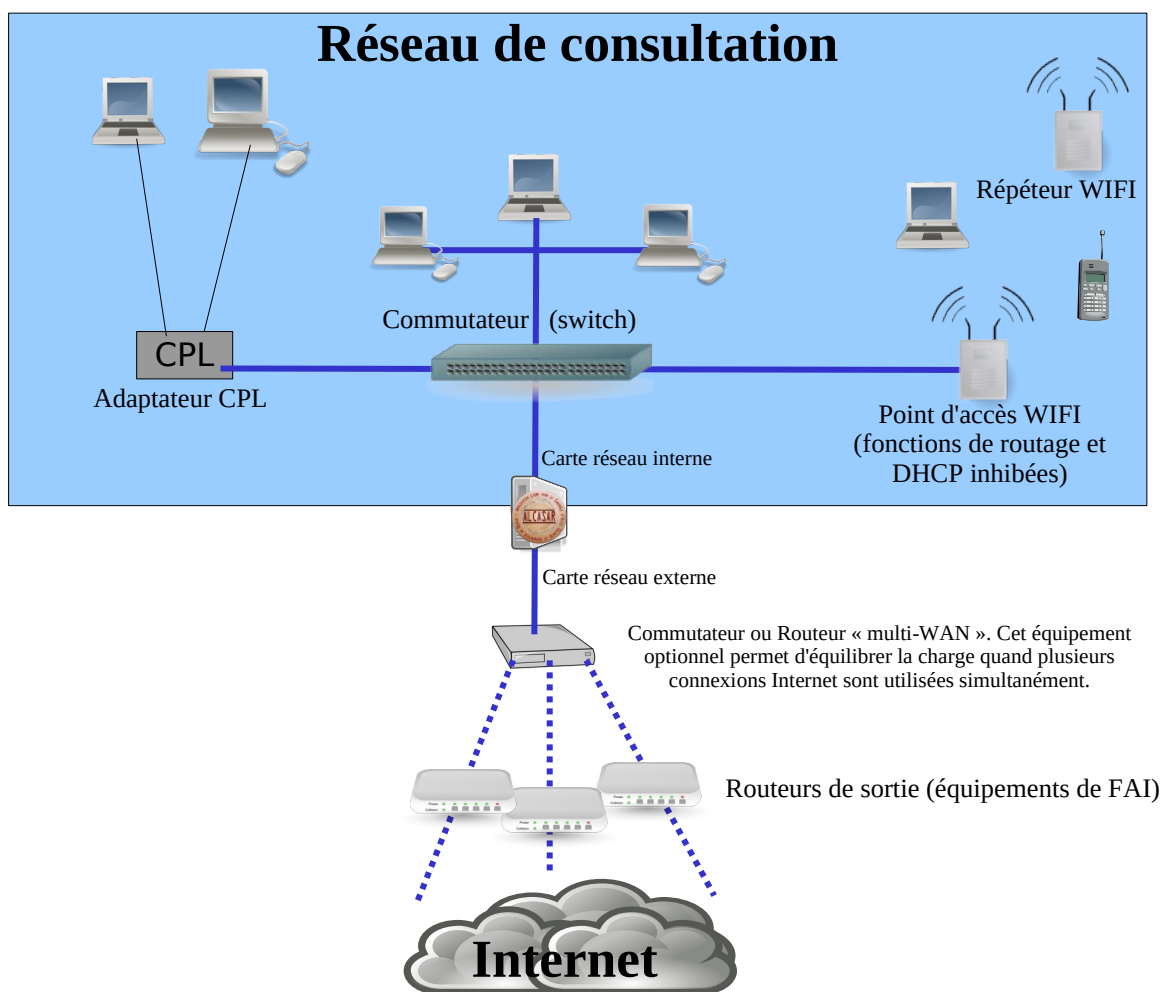 Réseau de consultation
Répéteur WIFI
Commutateur (switch)
CPL
Adaptateur CPL
Point d'accès WIFI
(fonctions de routage et
DHCP inhibées)
Carte réseau interne
ALCASAR
Carte réseau externe
Commutateur ou Routeur « multi-WAN ». Cet équipement
optionnel permet d'équilibrer la charge quand plusieurs
connexions Internet sont utilisées simultanément.
Routeurs de sortie (équipements de FAI)
Internet